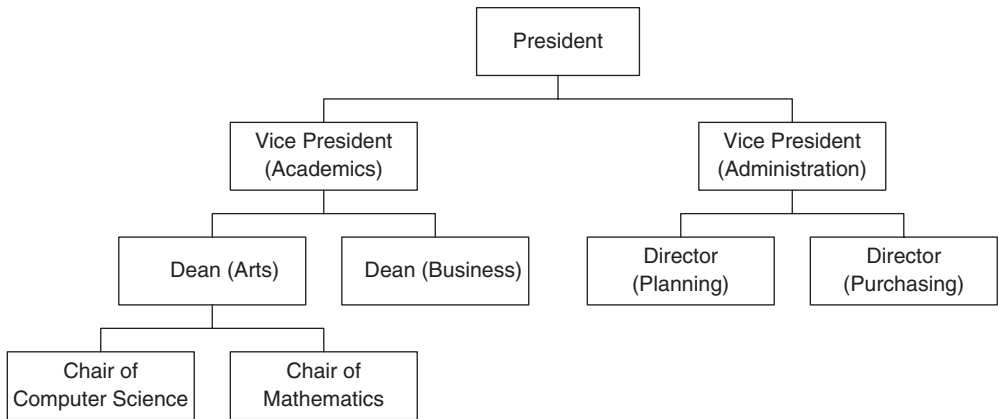 President
Vice President
(Academics)
Vice President
(Administration)
Dean (Arts)
Dean (Business)
Director
(Planning)
Director
(Purchasing)
Chair of
Computer Science
Chair of
Mathematics